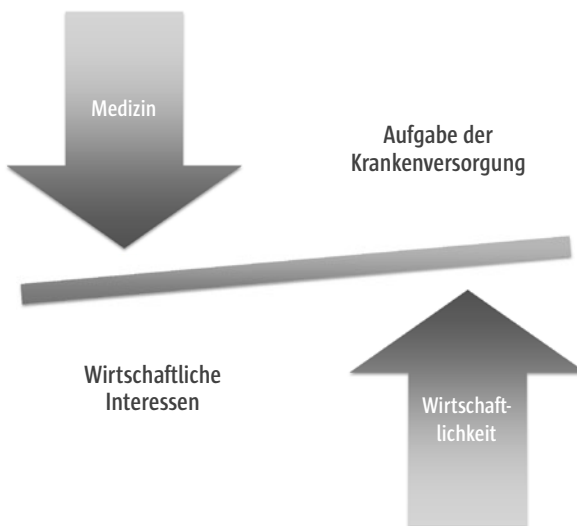 Medizin
Aufgabe der
Krankenversorgung
Wirtschaftliche
Interessen
Wirtschaft-
lichkeit